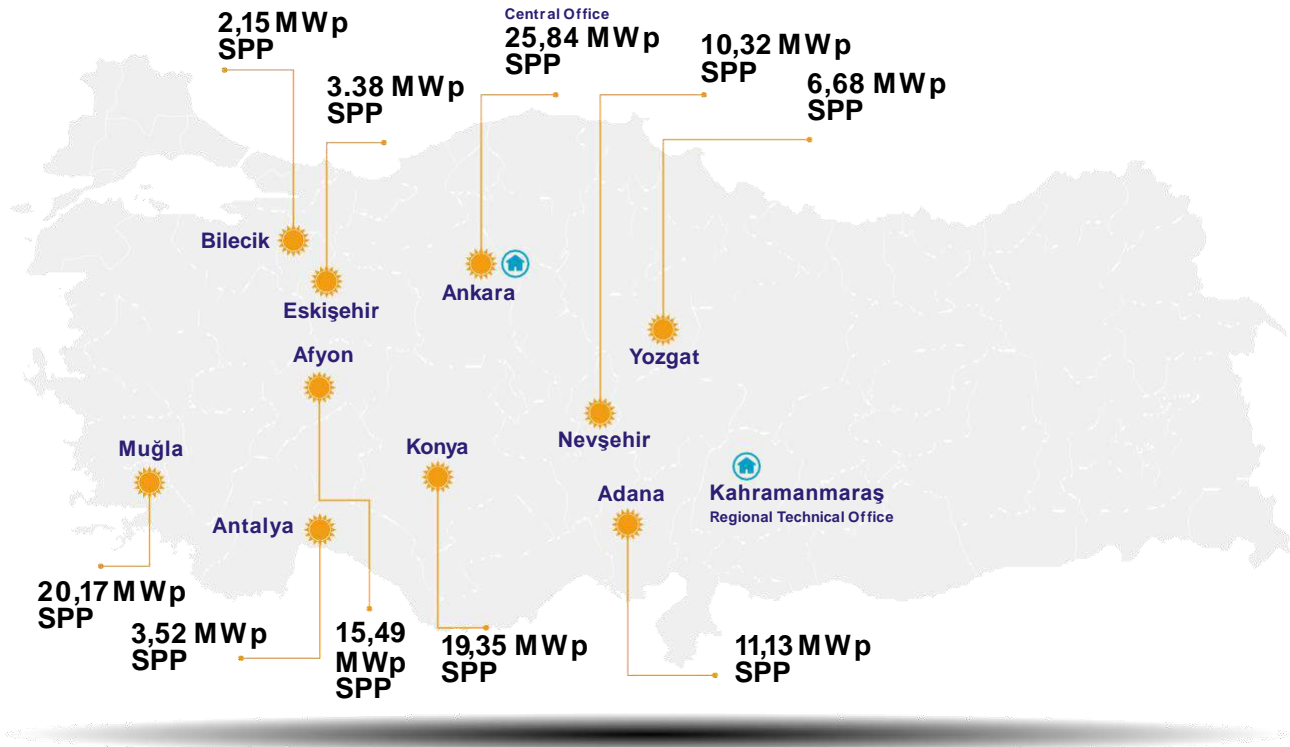 2,15 MWp
SPP
3.38 MWp
SPP
Central Office
25,84 MWp
SPP
10,32 MWp
SPP
6,68 MWp
SPP
Bilecik
Eskişehir
Ankara
Afyon
Yozgat
Muğla
Konya
Nevşehir
Antalya
Adana
Kahramanmaraş
Regional Technical Office
20,17 MWp
SPP
3,52 MWp
SPP
15,49
MWp
SPP
19,35 MWp
SPP
11,13 MWp
SPP